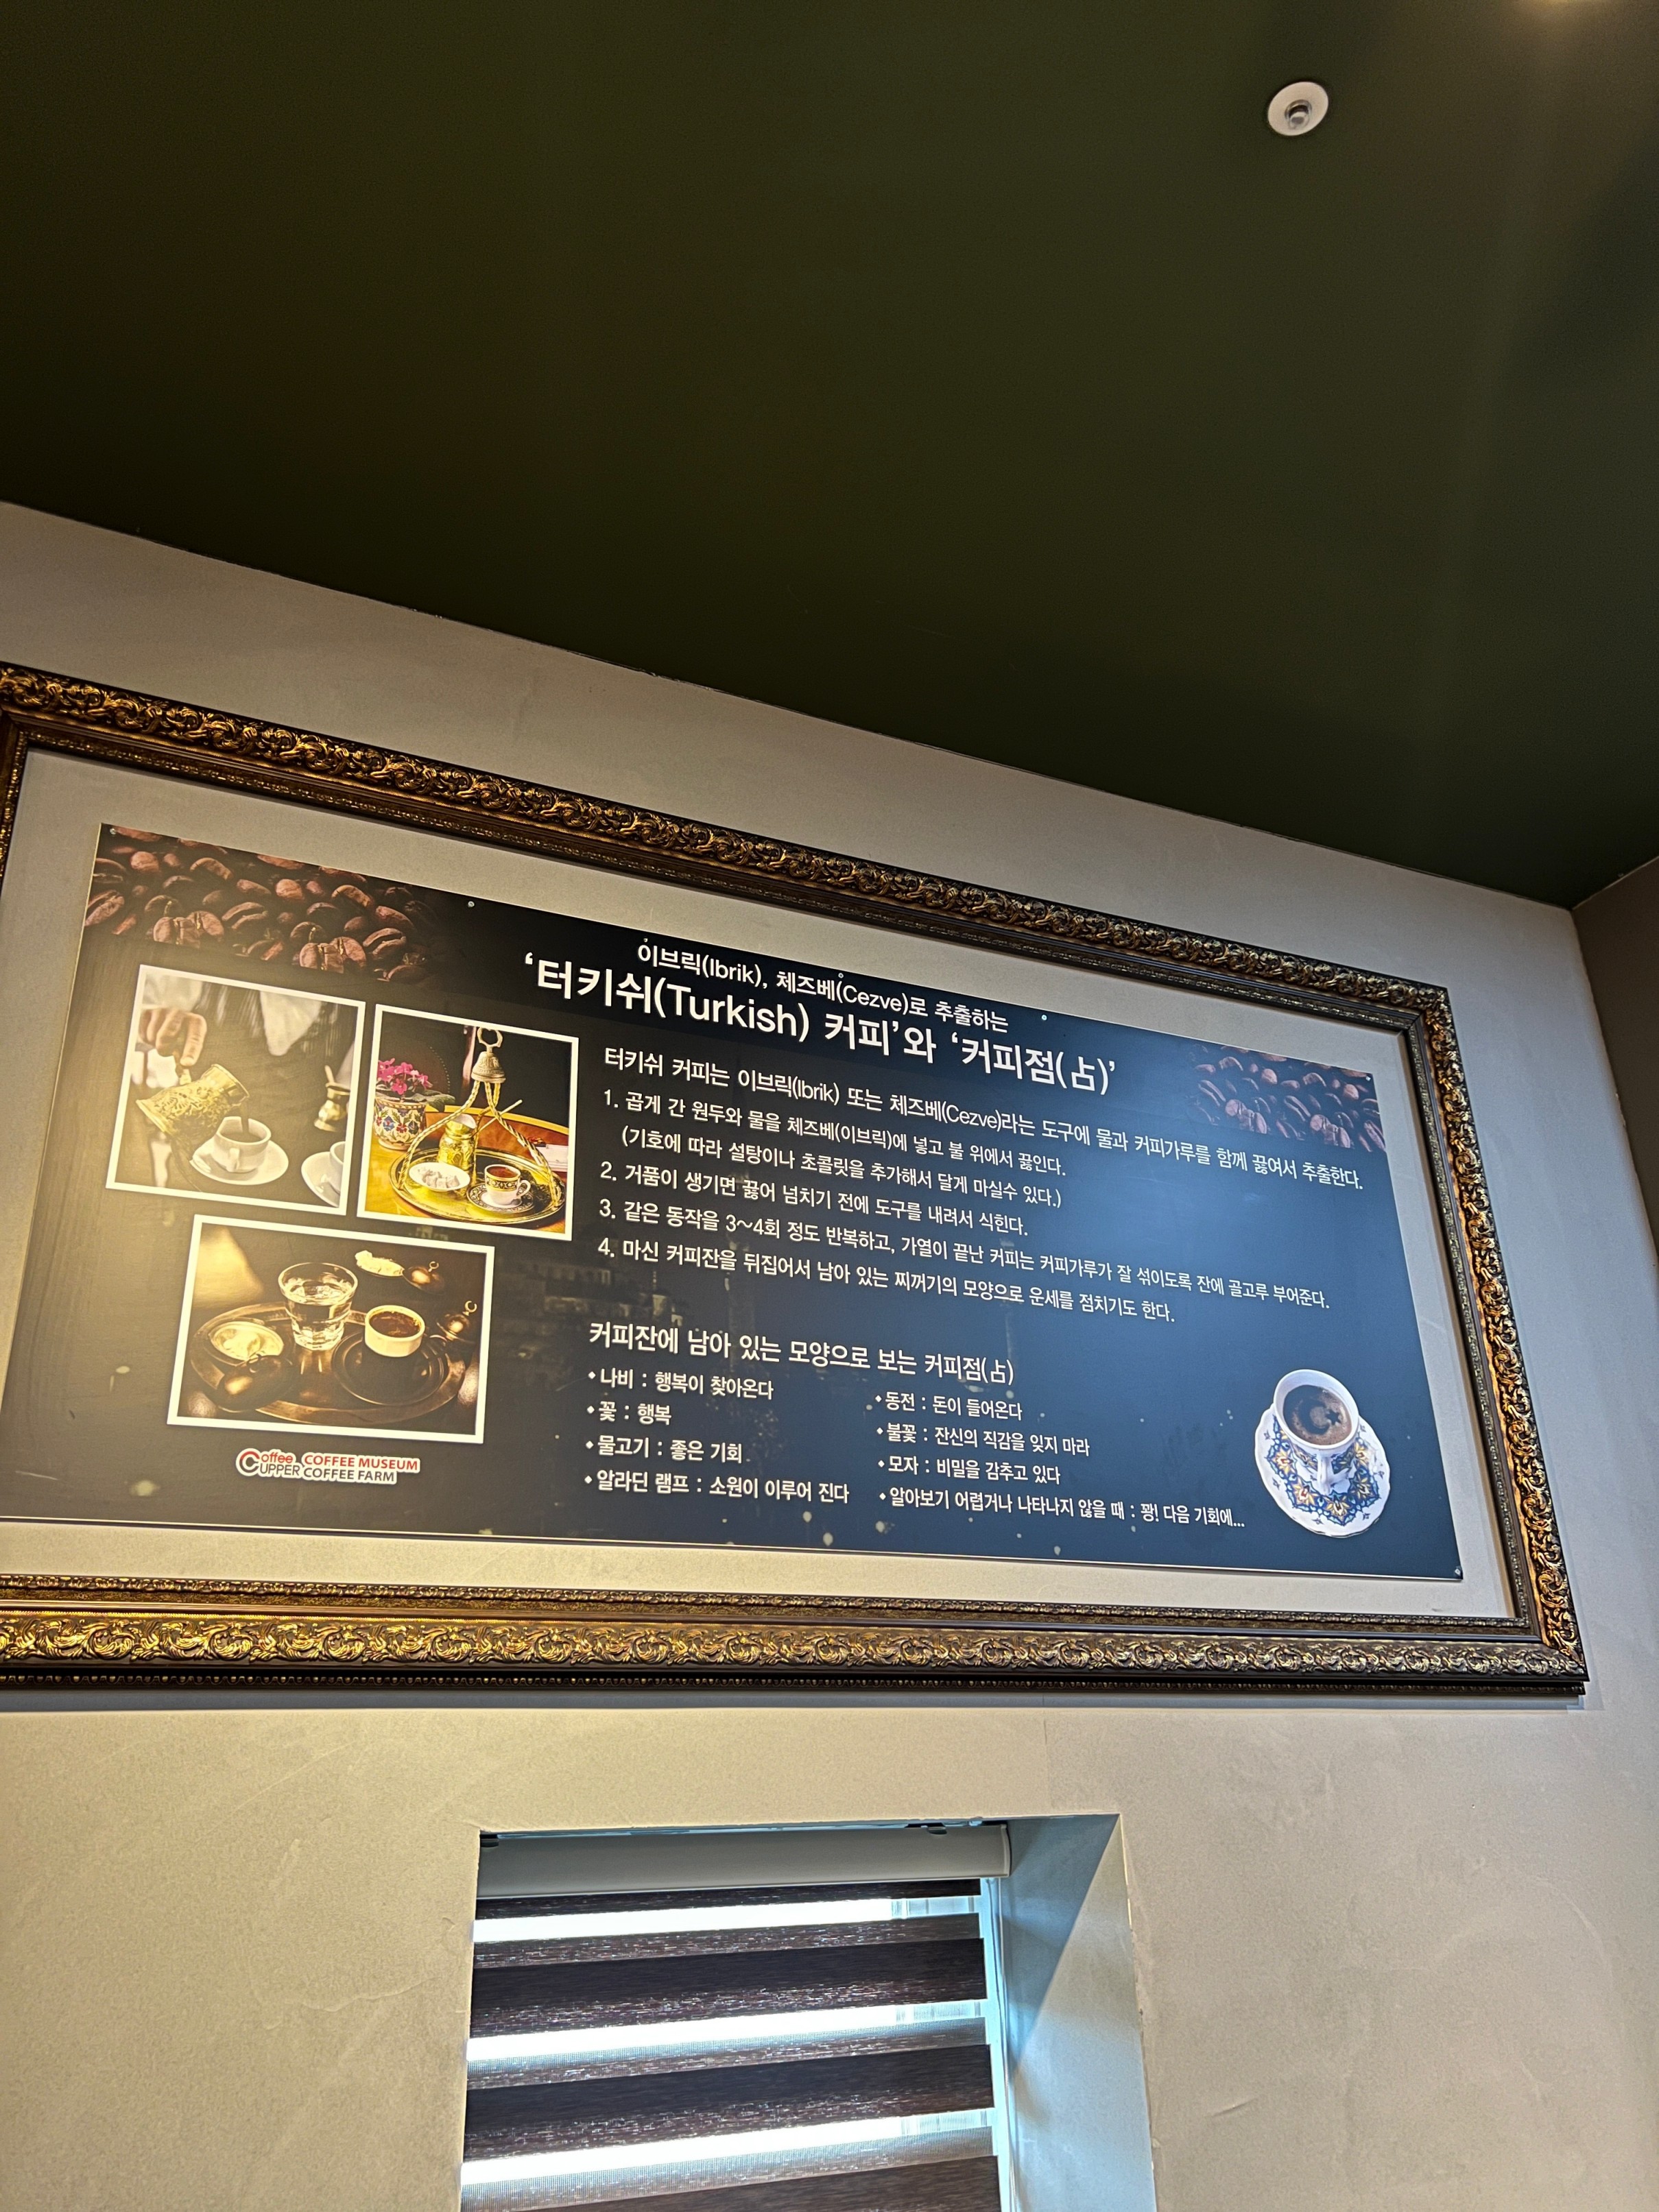 이브릭(Ibrik), 체즈베(Cezve)로 추출하는
‘터키쉬(Turkish) 커피’와 ‘커피점(占)’
터키쉬 커피는 이브릭(Ibrik) 또는 체즈베(Cezve)라는 도구에 물과 커피가루를 함께 끓여서 추출한다.
1. 곱게 간 원두와 물을 체즈베(이브릭)에 넣고 불 위에서 끓인다.
(기호에 따라 설탕이나 초콜릿을 추가해서 달게 마실수 있다.)
2. 거품이 생기면 끓어 넘치기 전에 도구를 내려서 식힌다.
3. 같은 동작을 3~4회 정도 반복하고, 가열이 끝난 커피는 커피가루가 잘 섞이도록 잔에 골고루 부어준다.
4. 마신 커피잔을 뒤집어서 남아 있는 찌꺼기의 모양으로 운세를 점치기도 한다.
커피잔에 남아 있는 모양으로 보는 커피점(占)
• 나비 : 행복이 찾아온다
• 꽃 : 행복
• 물고기 : 좋은 기회
• 알라딘 램프 : 소원이 이루어 진다
• 동전 : 돈이 들어온다
• 불꽃 : 잔신의 직감을 잊지 마라
• 모자 : 비밀을 감추고 있다
• 알아보기 어렵거나 나타나지 않을 때 : 꽝! 다음 기회에...
Coffee CUPPER
COFFEE MUSEUM
COFFEE FARM